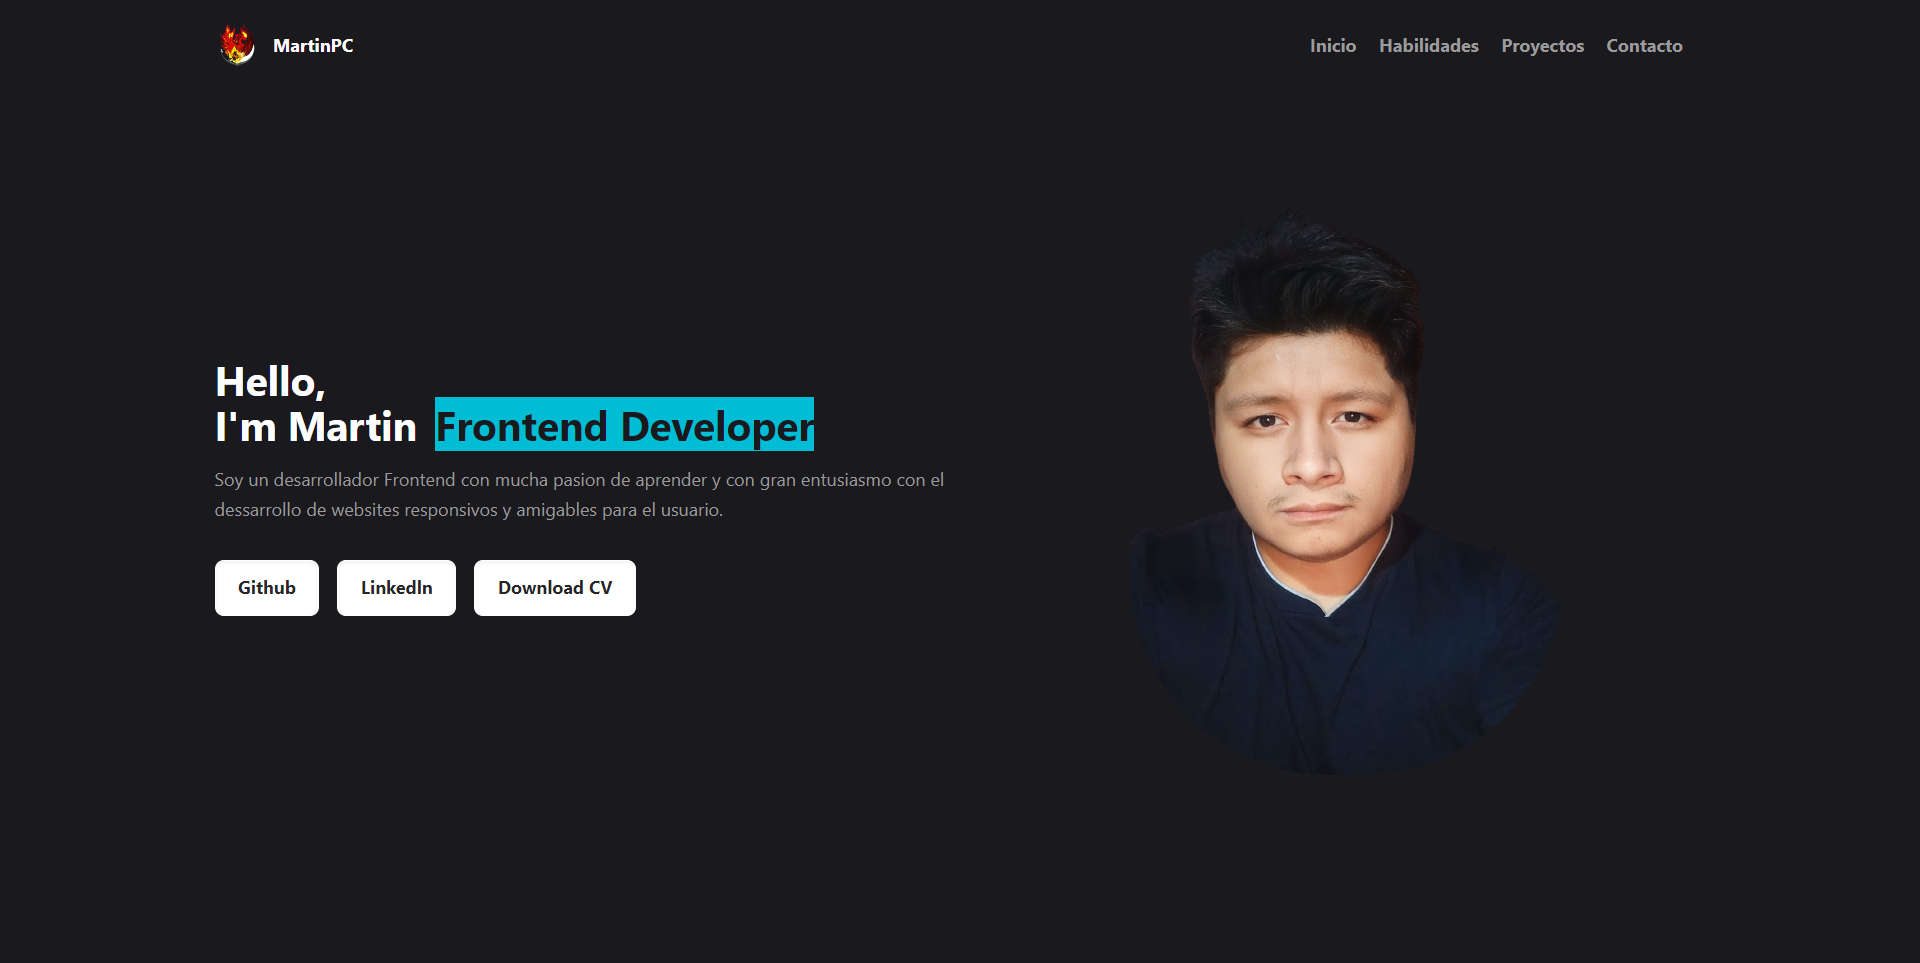 MartinPC
Inicio Habilidades Proyectos Contacto
Hello,
I'm Martin Frontend Developer
Soy un desarrollador Frontend con mucha pasion de aprender y con gran entusiasmo con el
dessarrollo de websites responsivos y amigables para el usuario.
Github LinkedIn Download CV